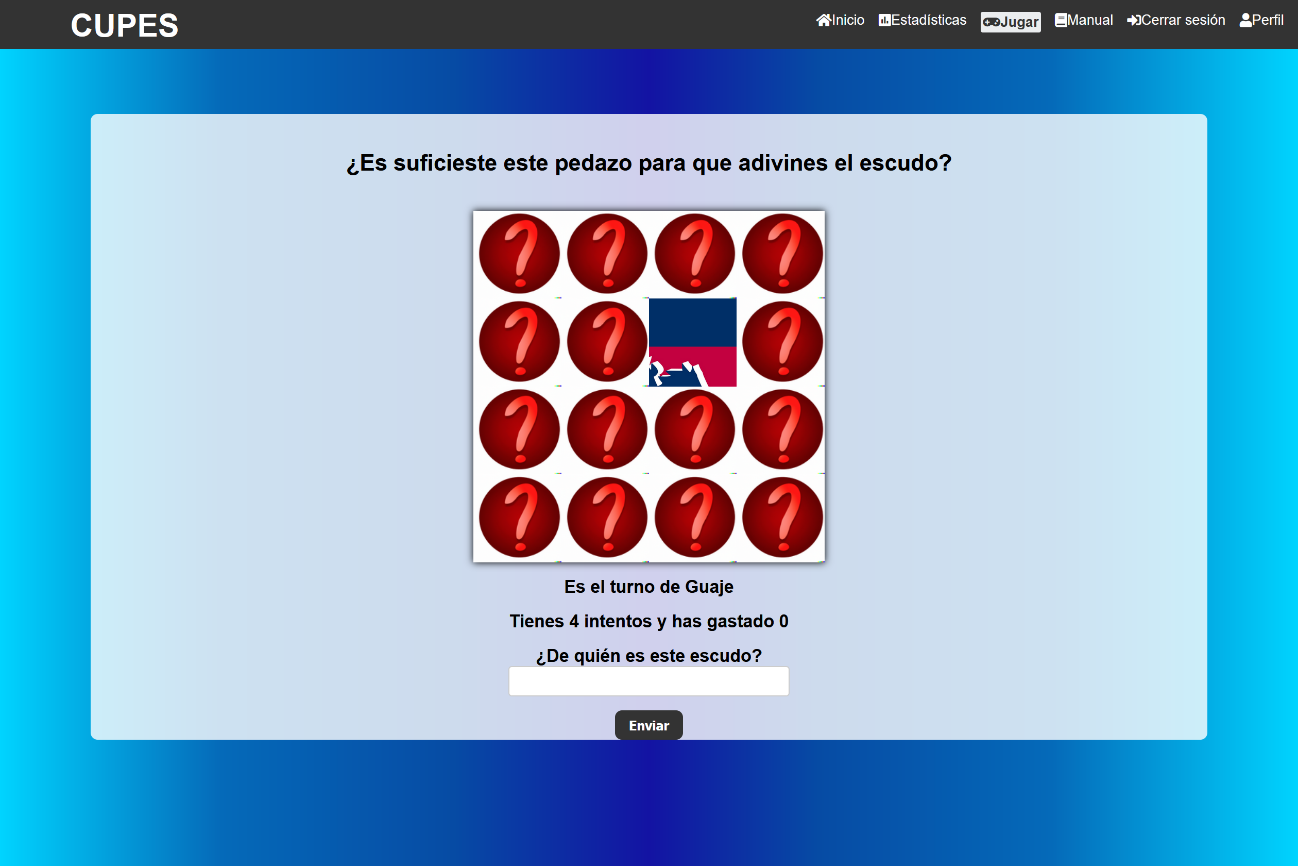 CUPES
Inicio
Estadísticas
Jugar
Manual
Cerrar sesión
Perfil
¿Es suficieste este pedazo para que adivines el escudo?
? ? ? ?
? ? ?
? ? ? ?
? ? ? ?
Es el turno de Guaje
Tienes 4 intentos y has gastado 0
¿De quién es este escudo?
Enviar